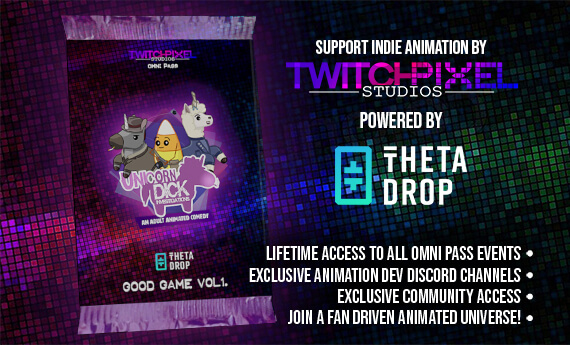 TWITCHPIXEL
STUDIOS
OMNI PASS
UNICORN
DICK
INVESTIGATIONS
AN ADULT ANIMATED COMEDY
THETA
DROP
GOOD GAME VOL1.
SUPPORT INDIE ANIMATION BY
TWITCHPIXEL
STUDIOS
POWERED BY
THETA
DROP
LIFETIME ACCESS TO ALL OMNI PASS EVENTS •
EXCLUSIVE ANIMATION DEV DISCORD CHANNELS •
EXCLUSIVE COMMUNITY ACCESS •
JOIN A FAN DRIVEN ANIMATED UNIVERSE! •